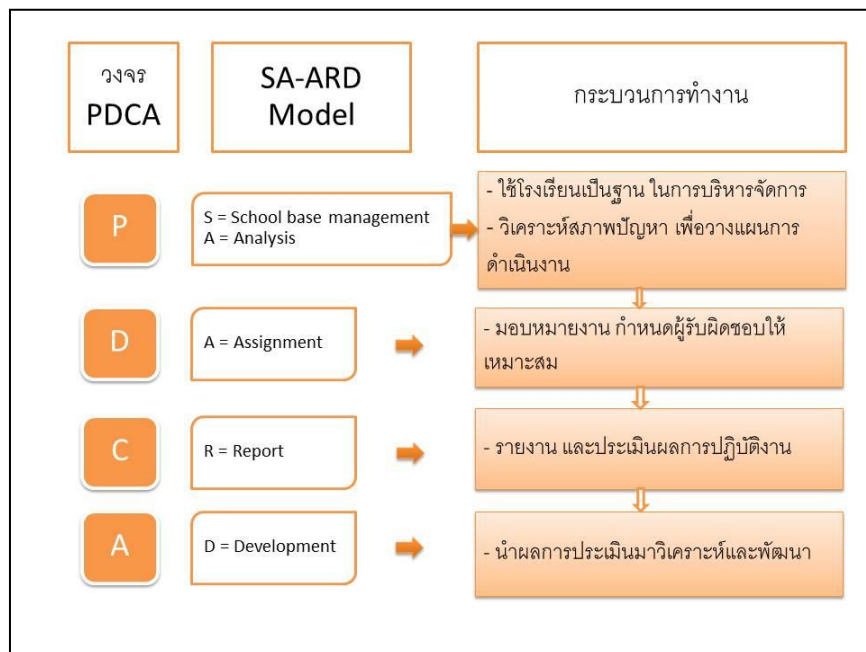 วงจร
PDCA
SA-ARD
Model
กระบวนการทำงาน
P
S = School base management
A = Analysis
- ใช้โรงเรียนเป็นฐาน ในการบริหารจัดการ
- วิเคราะห์สภาพปัญหา เพื่อวางแผนการ
ดำเนินงาน
D
A = Assignment
- มอบหมายงาน กำหนดผู้รับผิดชอบให้
เหมาะสม
C
R = Report
- รายงาน และประเมินผลการปฏิบัติงาน
A
D = Development
- นำผลการประเมินมาวิเคราะห์และพัฒนา